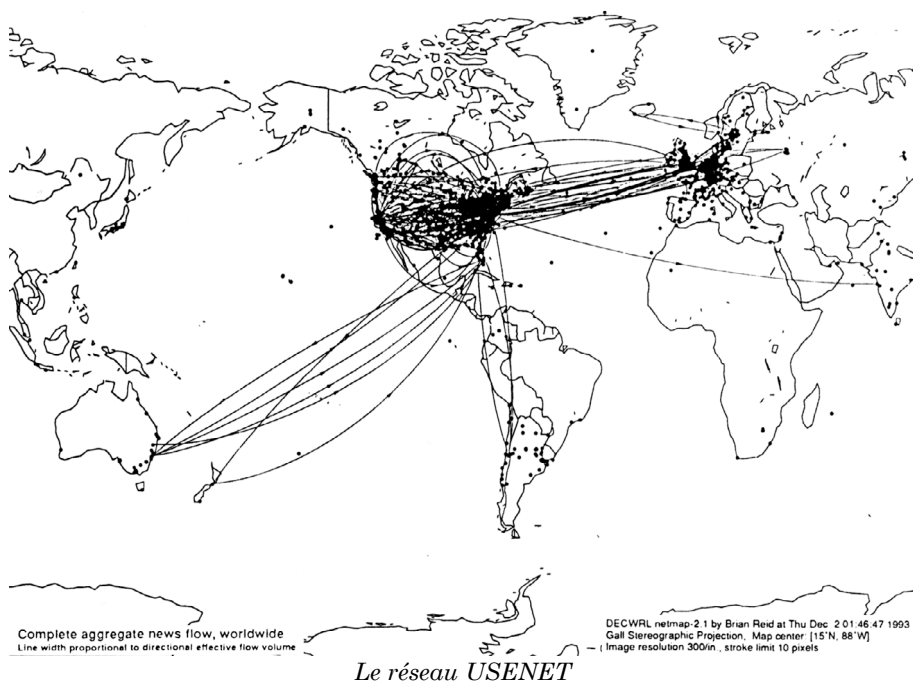 Complete aggregate news flow, worldwide
Line width proportional to directional effective flow volume
DECWRL netmap-2.1 by Brian Reid at Thu Dec 2 01:46:47 1993
Gall Stereographic Projection, Map center: [15°N, 88°W]
Image resolution 300/in., stroke limit 10 pixels
Le réseau USENET